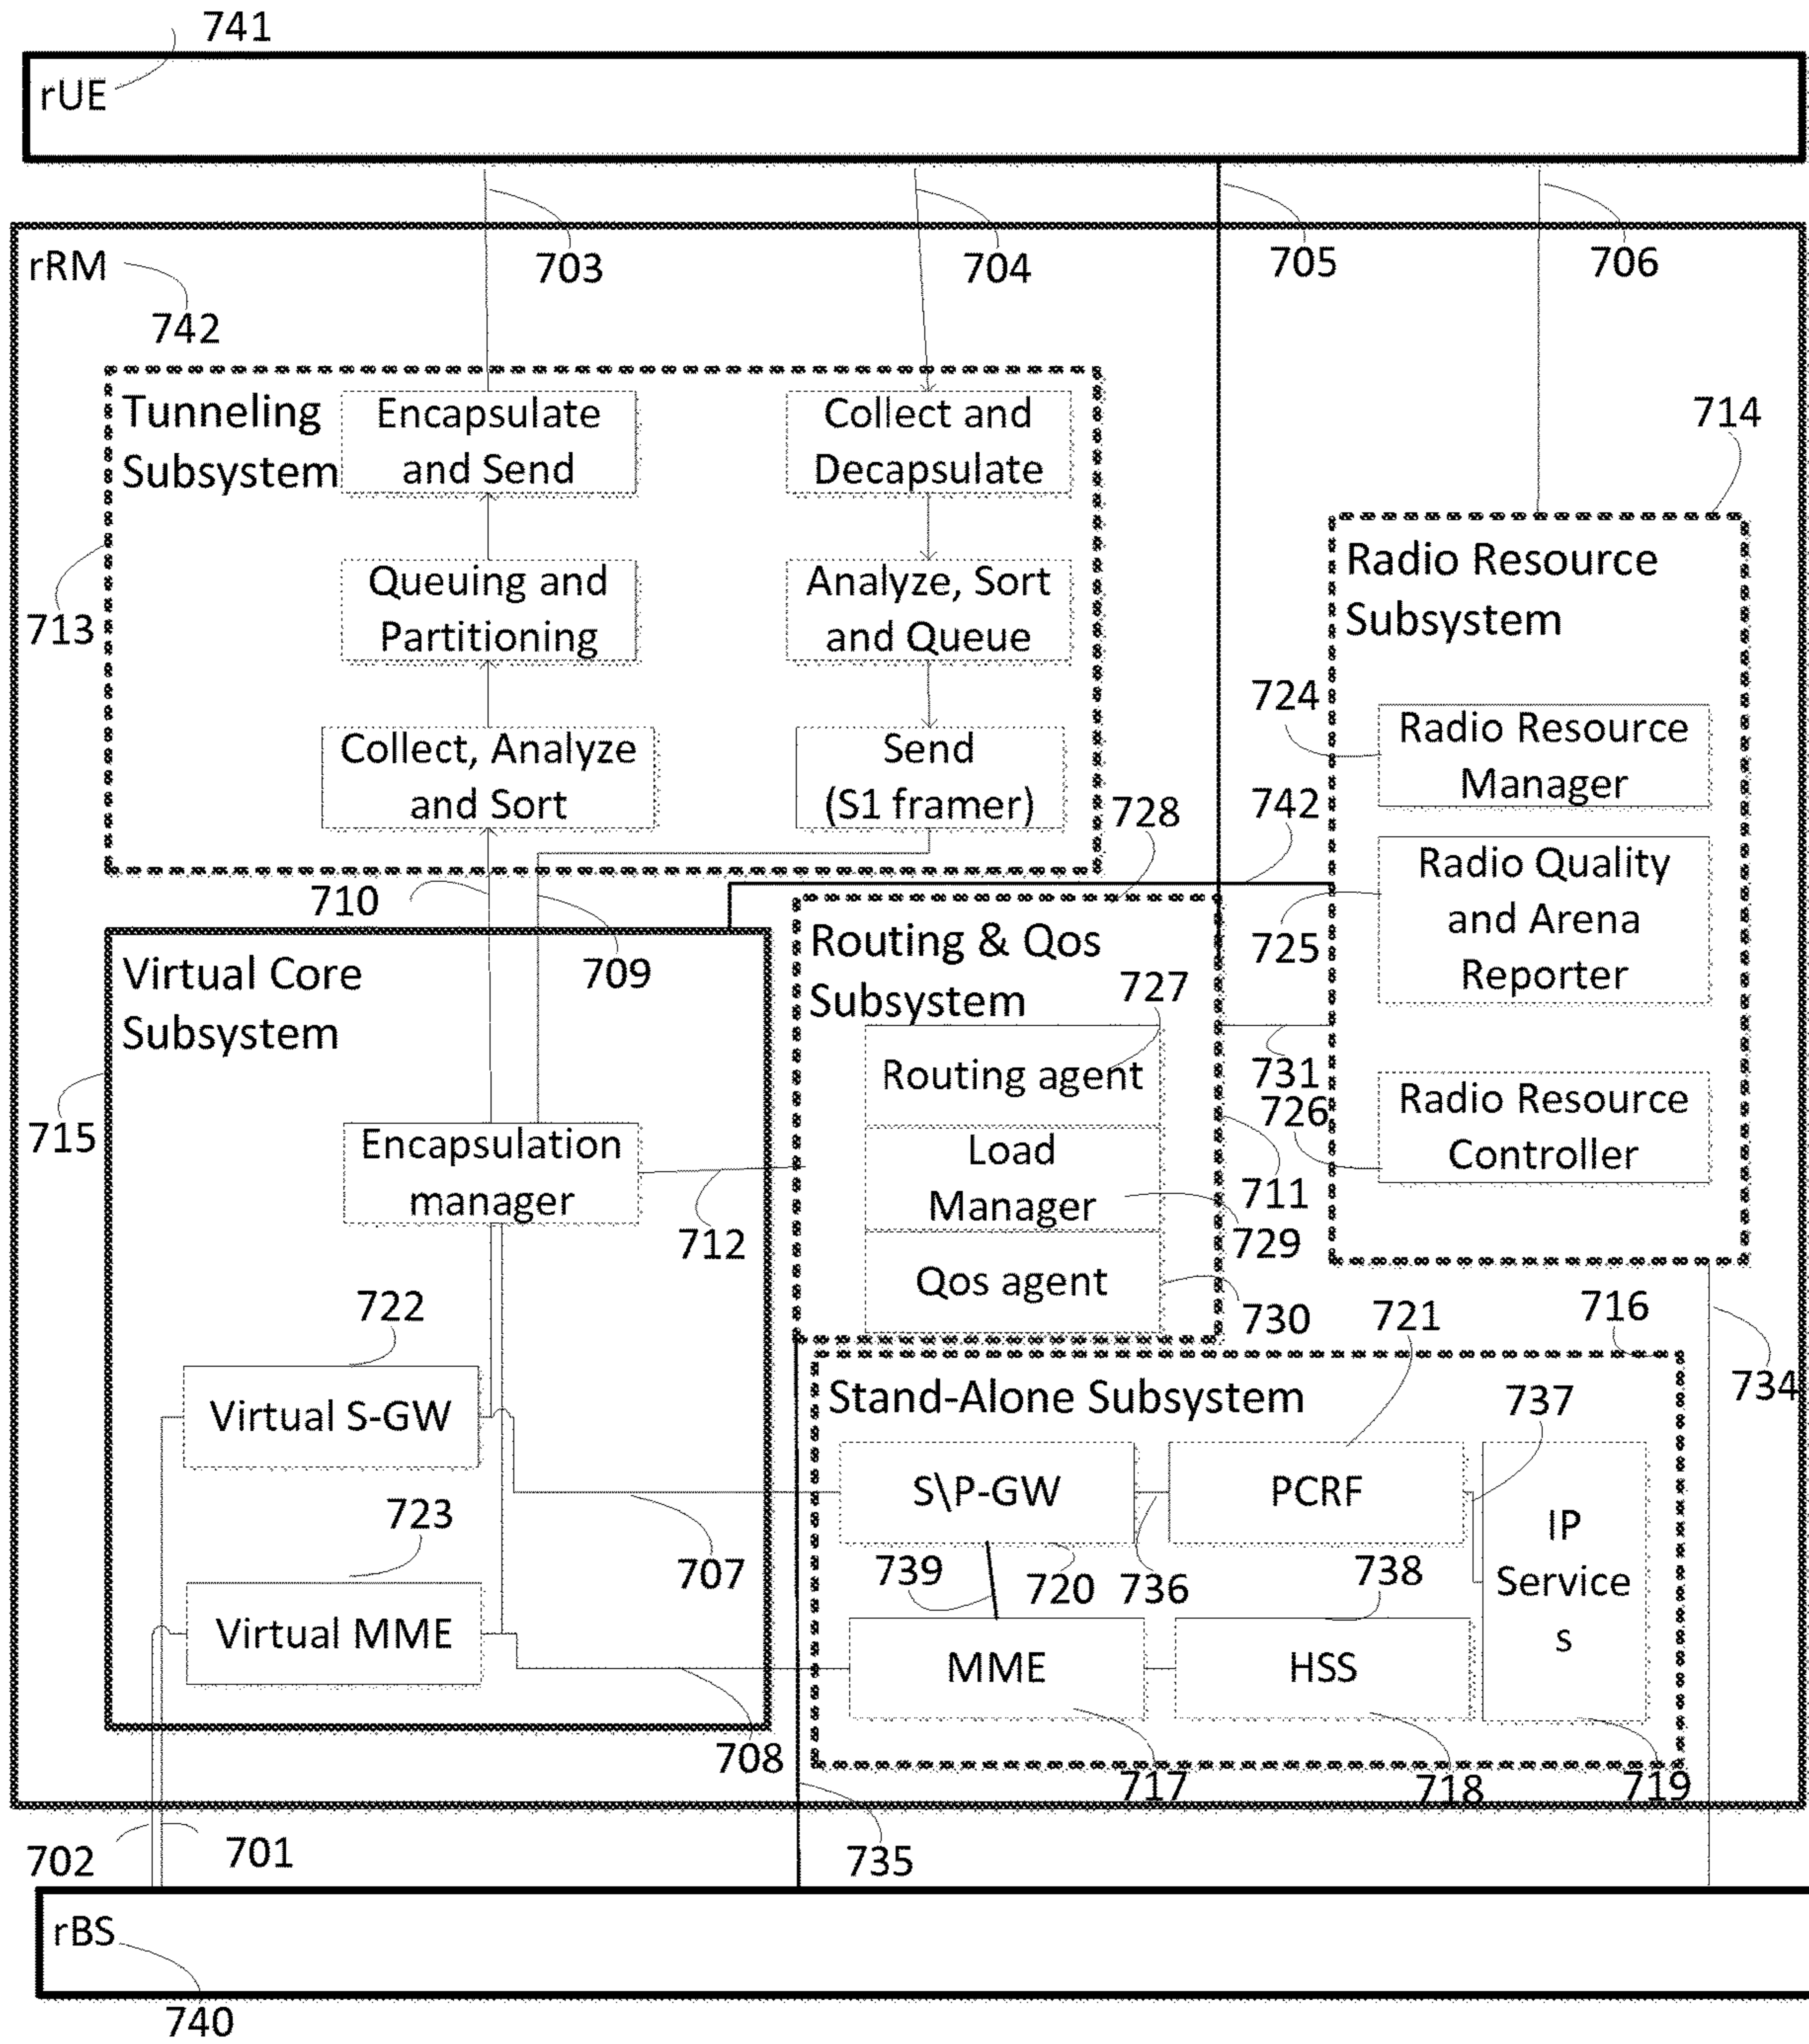 741
rUE
703
704
705
706
rRM
742
Tunneling
Subsystem
Encapsulate
and Send
Collect and
Decapsulate
714
Queuing and
Partitioning
Analyze, Sort
and Queue
713
Radio Resource
Subsystem
Collect, Analyze
and Sort
Send
(S1 framer)
728
724
Radio Resource
Manager
742
710
709
Radio Quality
and Arena
Reporter
725
Virtual Core
Subsystem
Routing & Qos
Subsystem
727
Routing agent
731
726
Radio Resource
Controller
715
Encapsulation
manager
712
Load
Manager
711
729
Qos agent
730
722
721
716
734
Virtual S-GW
Stand-Alone Subsystem
737
S\P-GW
PCRF
IP
Service
s
723
707
739
720
736
738
Virtual MME
MME
HSS
708
717
718
719
702
701
735
rBS
740